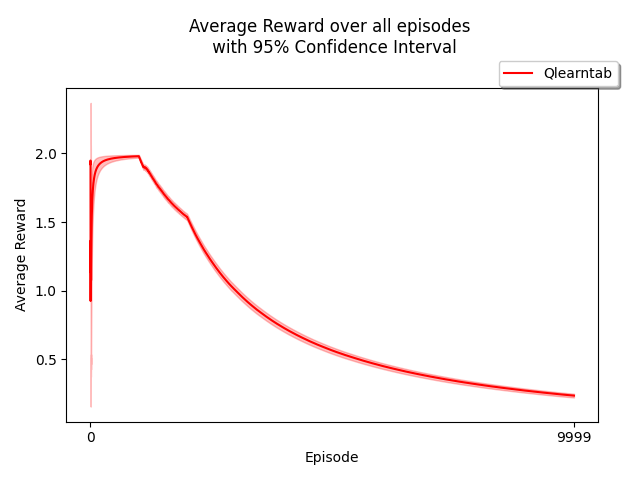 Average Reward over all episodes
with 95% Confidence Interval
Qlearntab
2.0
1.5
1.0
0.5
Average Reward
0
9999
Episode